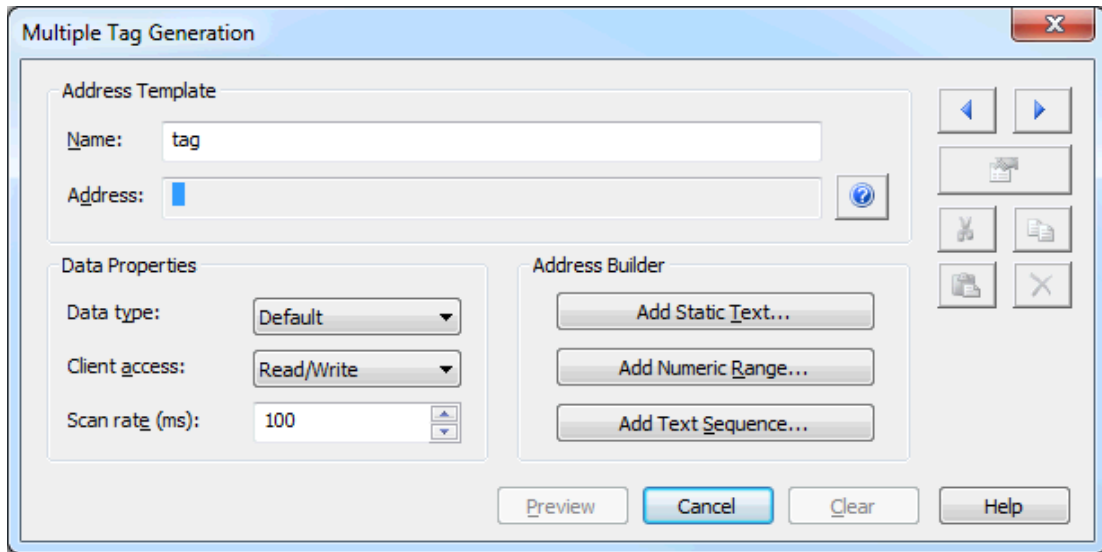 Multiple Tag Generation
Address Template
Name: tag
Address:
Data Properties
Data type: Default
Client access: Read/Write
Scan rate (ms): 100
Address Builder
Add Static Text...
Add Numeric Range...
Add Text Sequence...
Preview Cancel Clear Help